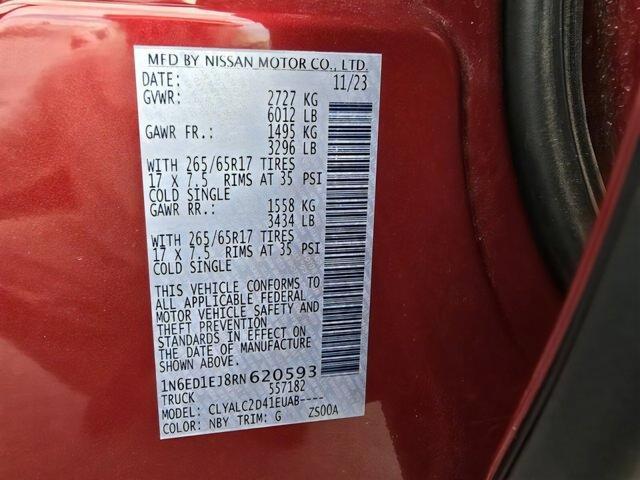 MFD BY NISSAN MOTOR CO., LTD.
DATE: 11/23
GVWR: 2727 KG
6012 LB
GAWR FR.: 1495 KG
3296 LB
WITH 265/65R17 TIRES
17 X 7.5 RIMS AT 35 PSI
COLD SINGLE
GAWR RR.: 1558 KG
3434 LB
WITH 265/65R17 TIRES
17 X 7.5 RIMS AT 35 PSI
COLD SINGLE
THIS VEHICLE CONFORMS TO
ALL APPLICABLE FEDERAL
MOTOR VEHICLE SAFETY AND
THEFT PREVENTION
STANDARDS IN EFFECT ON
THE DATE OF MANUFACTURE
SHOWN ABOVE.
1N6ED1EJ8RN620593
TRUCK 557182
MODEL: CLYALC2D41EUAB----
COLOR: NBY TRIM: G ZS00A